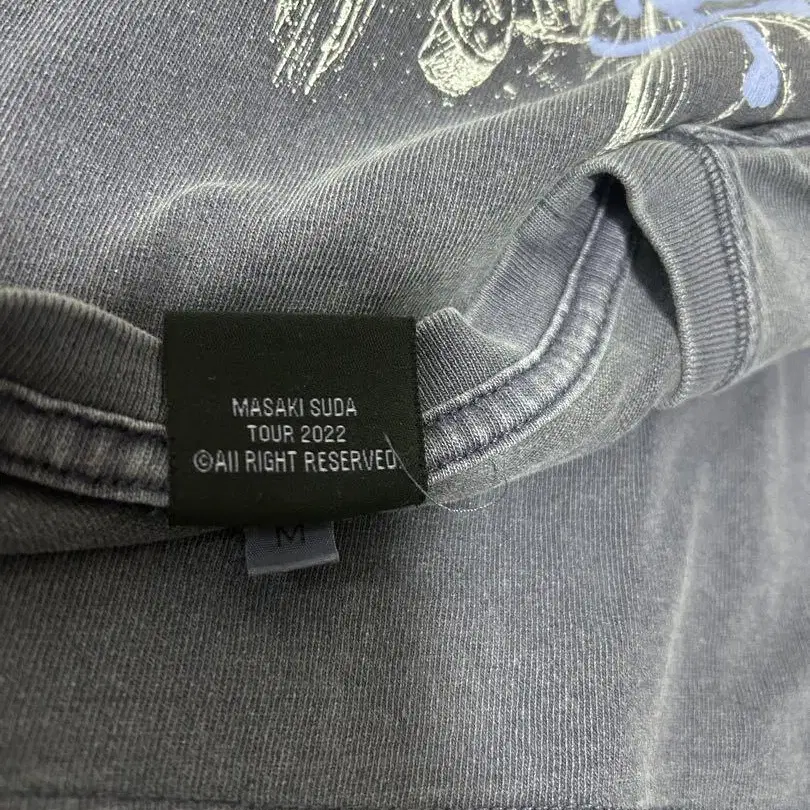 MASAKI SUDA
TOUR 2022
©All RIGHT RESERVED.
M